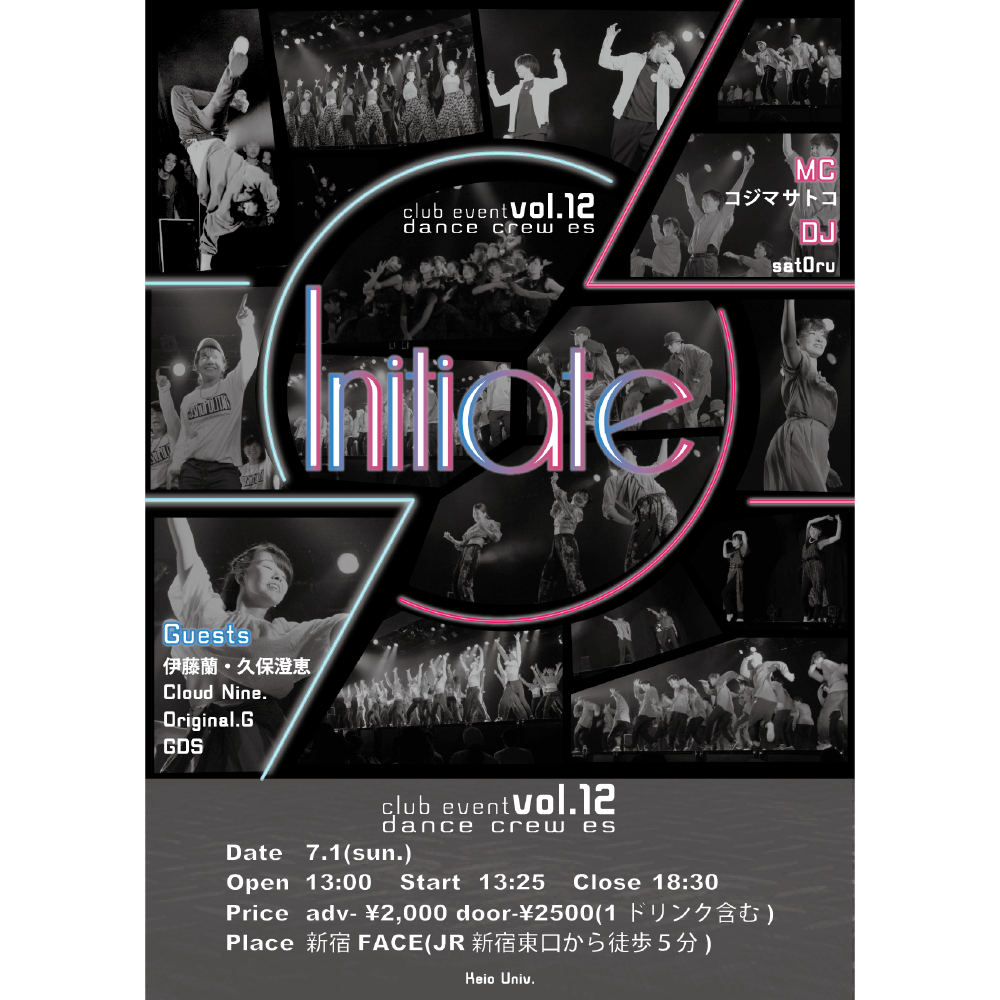 club event vol.12
dance crew es
MC
コジマサトコ
DJ
sat0ru
Initiate
Guests
伊藤蘭・久保澄恵
Cloud Nine.
Original.G
GDS
club event vol.12
dance crew es
Date 7.1(sun.)
Open 13:00 Start 13:25 Close 18:30
Price adv- ¥2,000 door-¥2500(1 ドリンク含む)
Place 新宿 FACE(JR 新宿東口から徒歩5分)
Keio Univ.